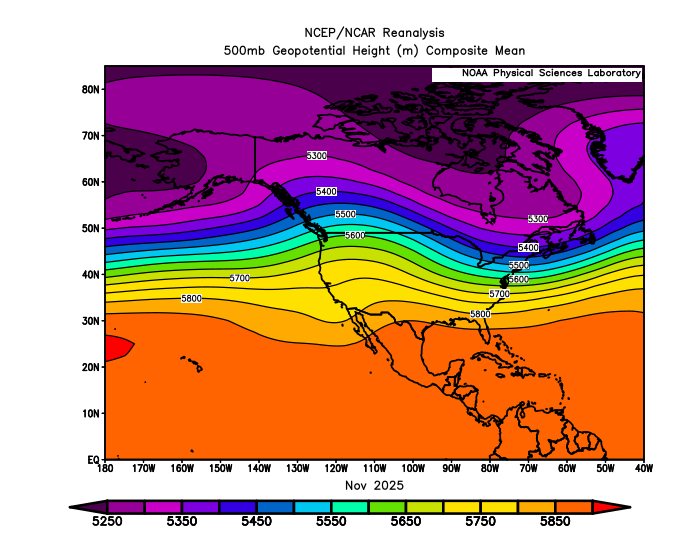 NCEP/NCAR Reanalysis
500mb Geopotential Height (m) Composite Mean
NOAA Physical Sciences Laboratory
80N
70N
5300
60N
5400
5500
5300
50N
5600
5400
5500
40N
5700
5600
5700
5800
5800
30N
20N
10N
EQ
180 170W 160W 150W 140W 130W 120W 110W 100W 90W 80W 70W 60W 50W 40W
Nov 2025
5250 5350 5450 5550 5650 5750 5850